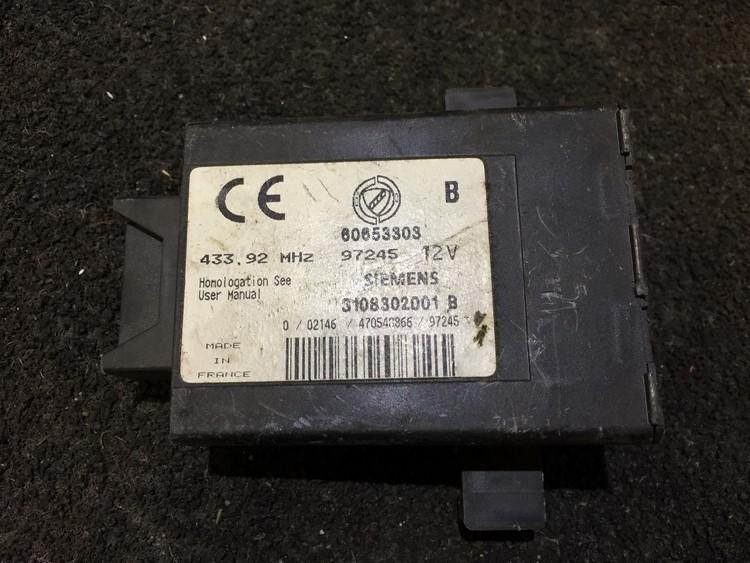 CE B
60653303
433,92 MHz 97245 12V
Homologation See
User Manual
SIEMENS
3108302001 B
0 / 02146 / 470548866 / 97245
MADE
IN
FRANCE